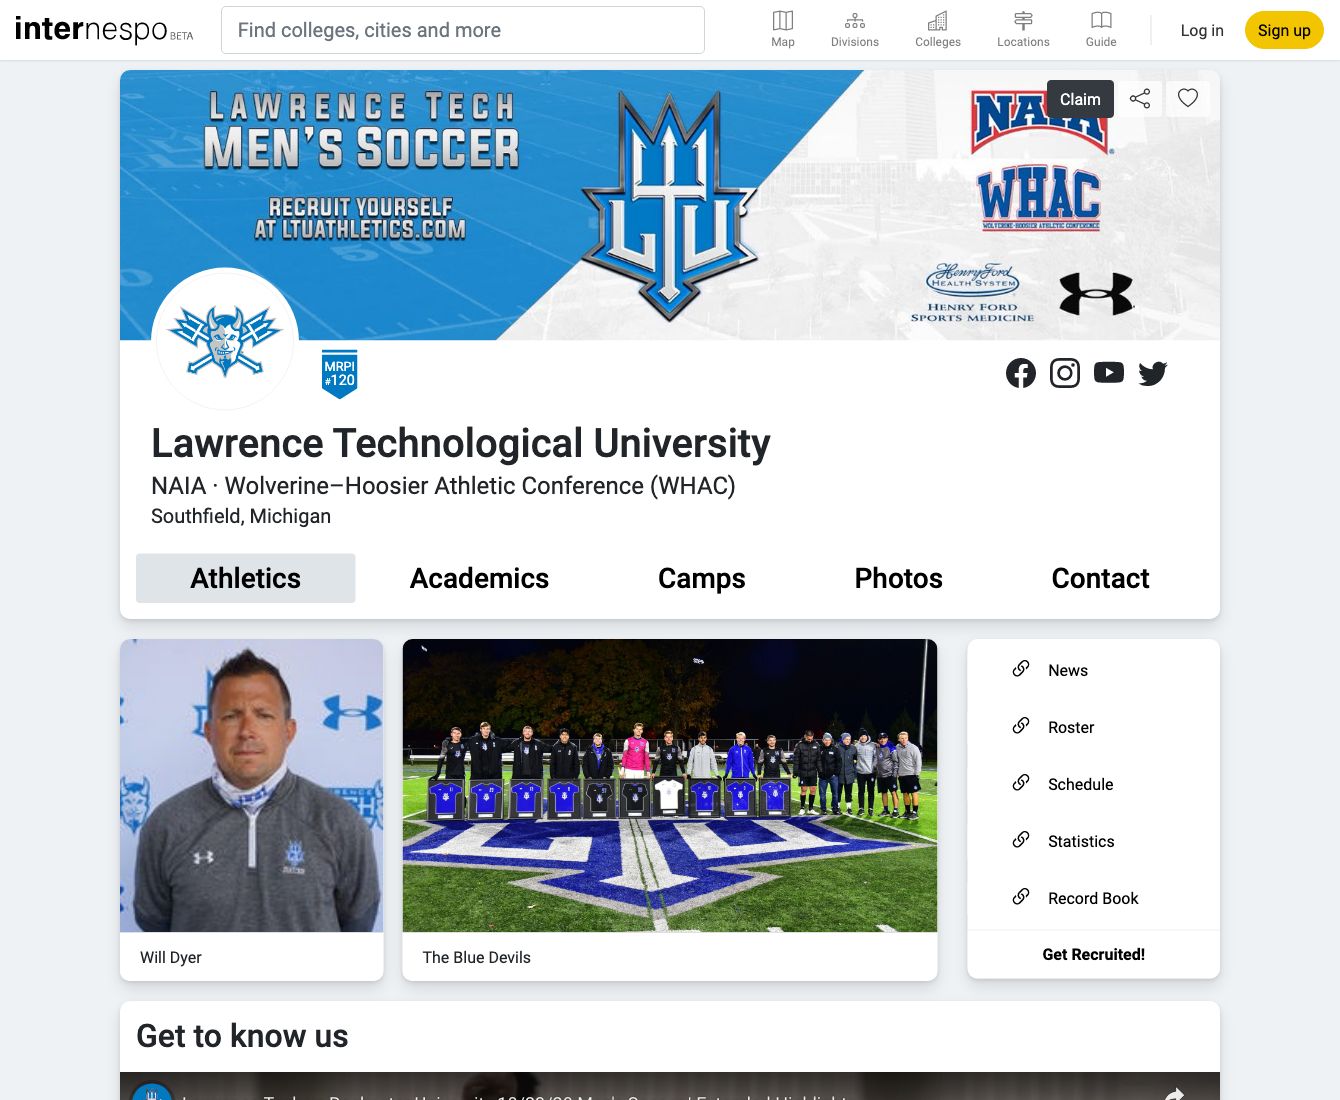 internespo BETA
Find colleges, cities and more
Map
Divisions
Colleges
Locations
Guide
Log in
Sign up
LAWRENCE TECH
MEN'S SOCCER
RECRUIT YOURSELF
AT LTUATHLETICS.COM
LTU
NAIA
Claim
WHAC
WOLVERINE-HOOSIER ATHLETIC CONFERENCE
Henry Ford
HEALTH SYSTEM
HENRY FORD
SPORTS MEDICINE
MRPI
#120
Lawrence Technological University
NAIA · Wolverine–Hoosier Athletic Conference (WHAC)
Southfield, Michigan
Athletics
Academics
Camps
Photos
Contact
Will Dyer
LTU
The Blue Devils
News
Roster
Schedule
Statistics
Record Book
Get Recruited!
Get to know us